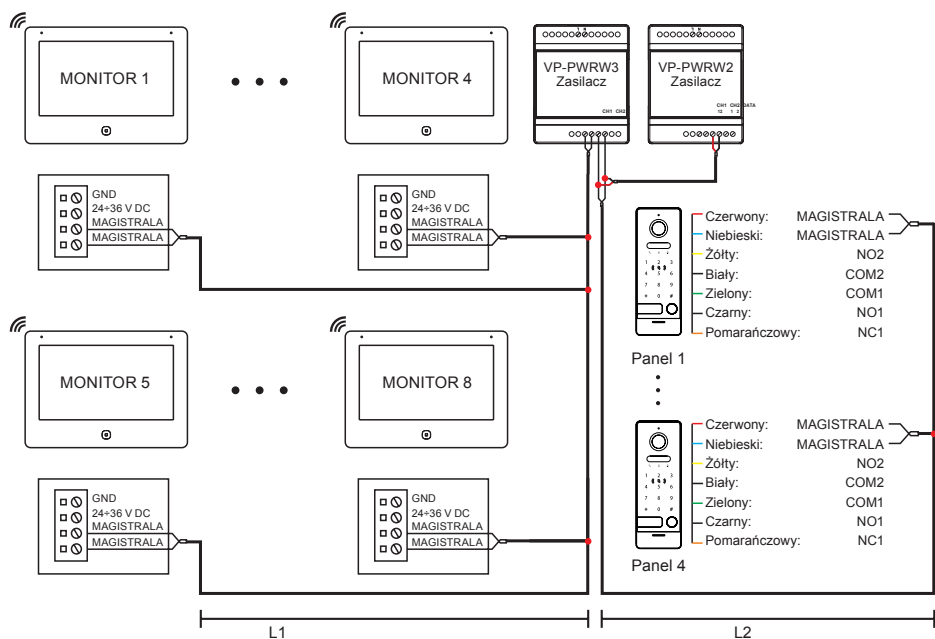 MONITOR 1
MONITOR 4
VP-PWRW3
Zasilacz
CH1 CH2
VP-PWRW2
Zasilacz
CH1 CH2 DATA
12 1 2
GND
24÷36 V DC
MAGISTRALA
MAGISTRALA
GND
24÷36 V DC
MAGISTRALA
MAGISTRALA
Czerwony: MAGISTRALA
Niebieski: MAGISTRALA
Żółty: NO2
Biały: COM2
Zielony: COM1
Czarny: NO1
Pomarańczowy: NC1
Panel 1
MONITOR 5
MONITOR 8
GND
24÷36 V DC
MAGISTRALA
MAGISTRALA
GND
24÷36 V DC
MAGISTRALA
MAGISTRALA
Czerwony: MAGISTRALA
Niebieski: MAGISTRALA
Żółty: NO2
Biały: COM2
Zielony: COM1
Czarny: NO1
Pomarańczowy: NC1
Panel 4
L1
L2